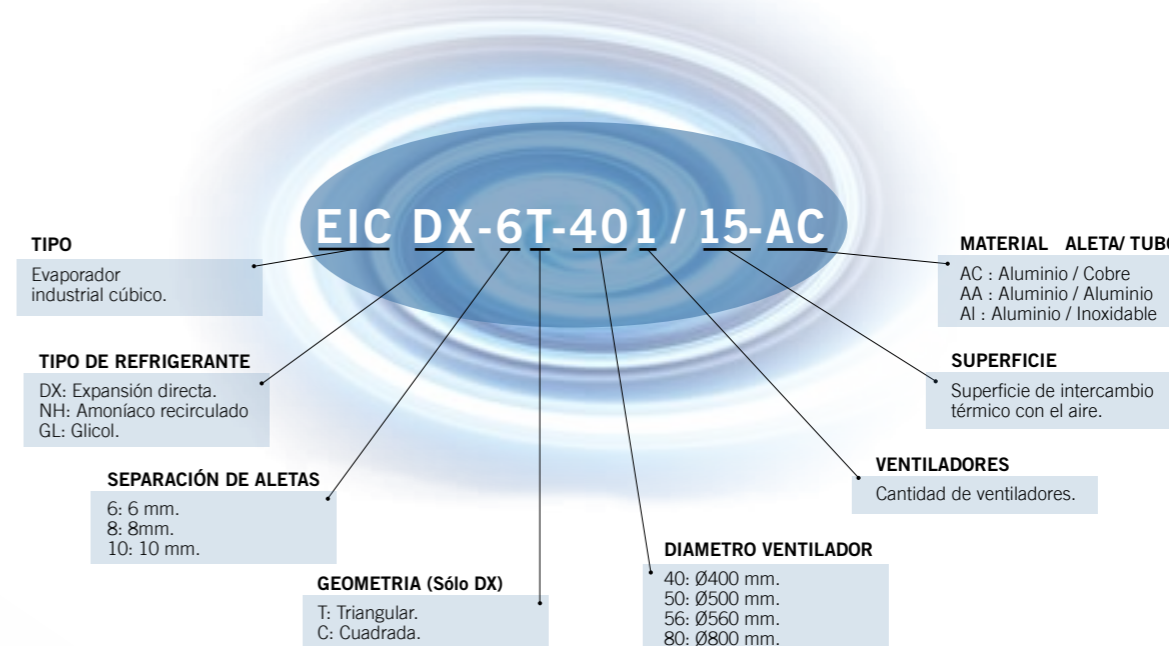 EIC DX-6T-401 / 15-AC
TIPO
Evaporador
industrial cúbico.
TIPO DE REFRIGERANTE
DX: Expansión directa.
NH: Amoníaco recirculado
GL: Glicol.
SEPARACIÓN DE ALETAS
6: 6 mm.
8: 8mm.
10: 10 mm.
GEOMETRIA (Sólo DX)
T: Triangular.
C: Cuadrada.
DIAMETRO VENTILADOR
40: Ø400 mm.
50: Ø500 mm.
56: Ø560 mm.
80: Ø800 mm.
VENTILADORES
Cantidad de ventiladores.
SUPERFICIE
Superficie de intercambio
térmico con el aire.
MATERIAL ALETA/ TUBO
AC : Aluminio / Cobre
AA : Aluminio / Aluminio
AI : Aluminio / Inoxidable